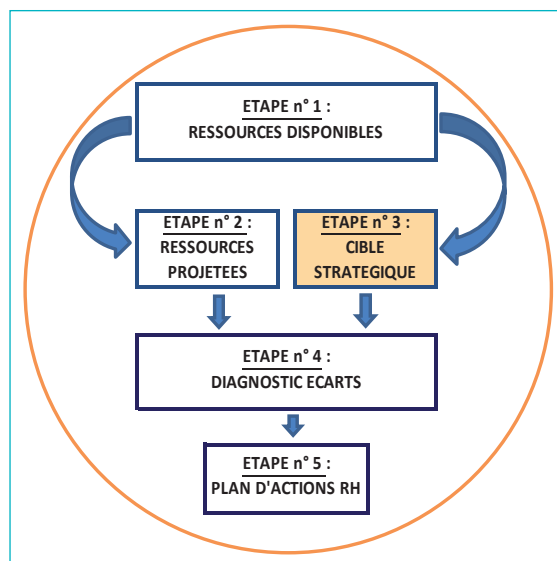 ETAPE n° 1 :
RESSOURCES DISPONIBLES
ETAPE n° 2 :
RESSOURCES
PROJETEES
ETAPE n° 3 :
CIBLE
STRATEGIQUE
ETAPE n° 4 :
DIAGNOSTIC ECARTS
ETAPE n° 5 :
PLAN D'ACTIONS RH